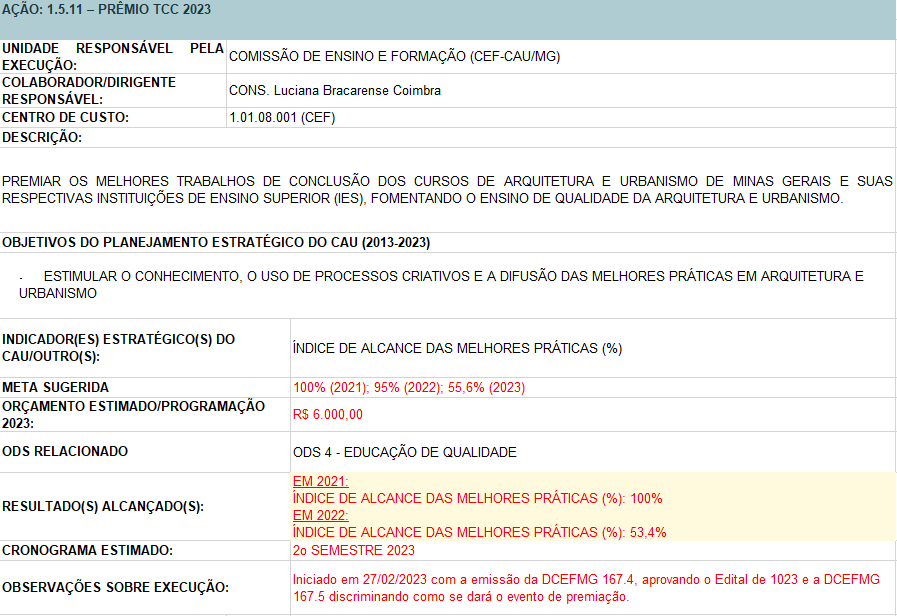 AÇÃO: 1.5.11 – PRÊMIO TCC 2023
UNIDADE RESPONSÁVEL PELA EXECUÇÃO:
COMISSÃO DE ENSINO E FORMAÇÃO (CEF-CAU/MG)
COLABORADOR/DIRIGENTE RESPONSÁVEL:
CONS. Luciana Bracarense Coimbra
CENTRO DE CUSTO:
1.01.08.001 (CEF)
DESCRIÇÃO:
PREMIAR OS MELHORES TRABALHOS DE CONCLUSÃO DOS CURSOS DE ARQUITETURA E URBANISMO DE MINAS GERAIS E SUAS
RESPECTIVAS INSTITUIÇÕES DE ENSINO SUPERIOR (IES), FOMENTANDO O ENSINO DE QUALIDADE DA ARQUITETURA E URBANISMO.
OBJETIVOS DO PLANEJAMENTO ESTRATÉGICO DO CAU (2013-2023)
- ESTIMULAR O CONHECIMENTO, O USO DE PROCESSOS CRIATIVOS E A DIFUSÃO DAS MELHORES PRÁTICAS EM ARQUITETURA E
URBANISMO
INDICADOR(ES) ESTRATÉGICO(S) DO
CAU/OUTRO(S):
ÍNDICE DE ALCANCE DAS MELHORES PRÁTICAS (%)
META SUGERIDA
100% (2021); 95% (2022); 55,6% (2023)
ORÇAMENTO ESTIMADO/PROGRAMAÇÃO
2023:
R$ 6.000,00
ODS RELACIONADO
ODS 4 - EDUCAÇÃO DE QUALIDADE
RESULTADO(S) ALCANÇADO(S):
EM 2021:
ÍNDICE DE ALCANCE DAS MELHORES PRÁTICAS (%): 100%
EM 2022:
ÍNDICE DE ALCANCE DAS MELHORES PRÁTICAS (%): 53,4%
CRONOGRAMA ESTIMADO:
2o SEMESTRE 2023
OBSERVAÇÕES SOBRE EXECUÇÃO:
Iniciado em 27/02/2023 com a emissão da DCEFMG 167.4, aprovando o Edital de 1023 e a DCEFMG
167.5 discriminando como se dará o evento de premiação.